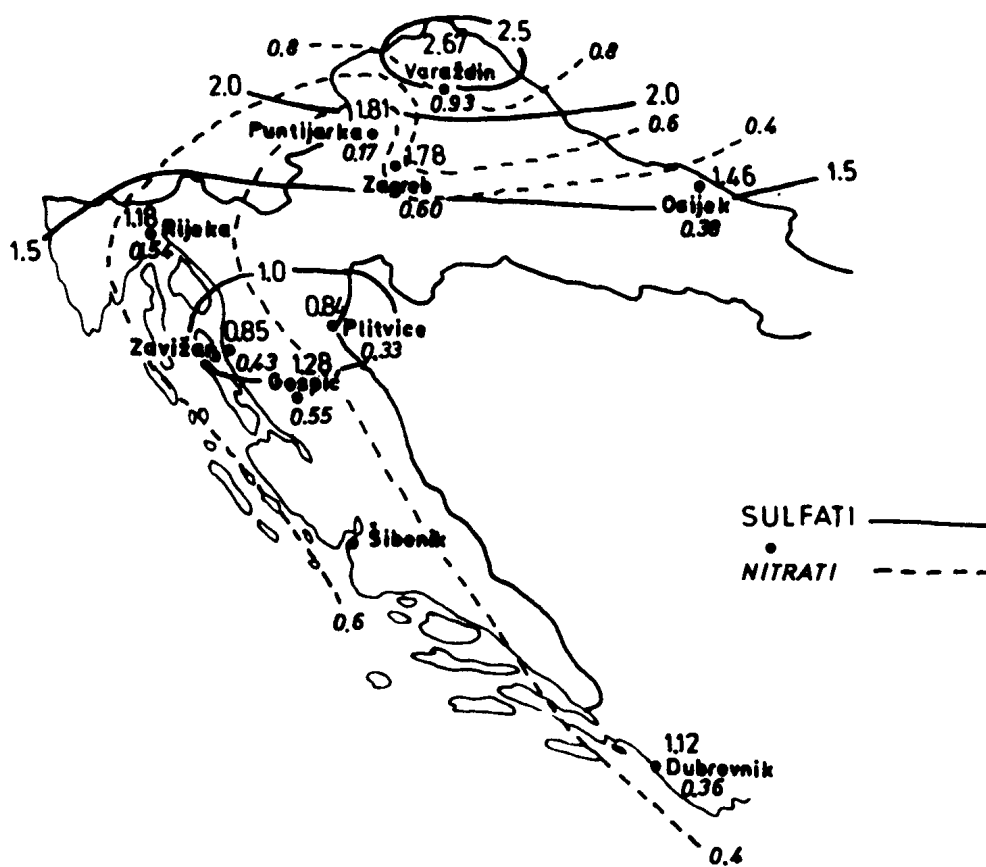 2.5
0.8
2.67
0.8
Varaždin
2.0
0.93
2.0
1.81
0.6
0.4
Puntijarka
0.17
1.78
Zagreb
1.46
1.5
0.60
Osijek
0.38
1.18
Rijeka
1.5
0.54
1.0
0.84
Plitvice
0.85
0.33
Zavižan
0.43
1.28
Gospić
0.55
Šibenik
SULFATI
NITRATI
0.6
1.12
Dubrovnik
0.36
0.4